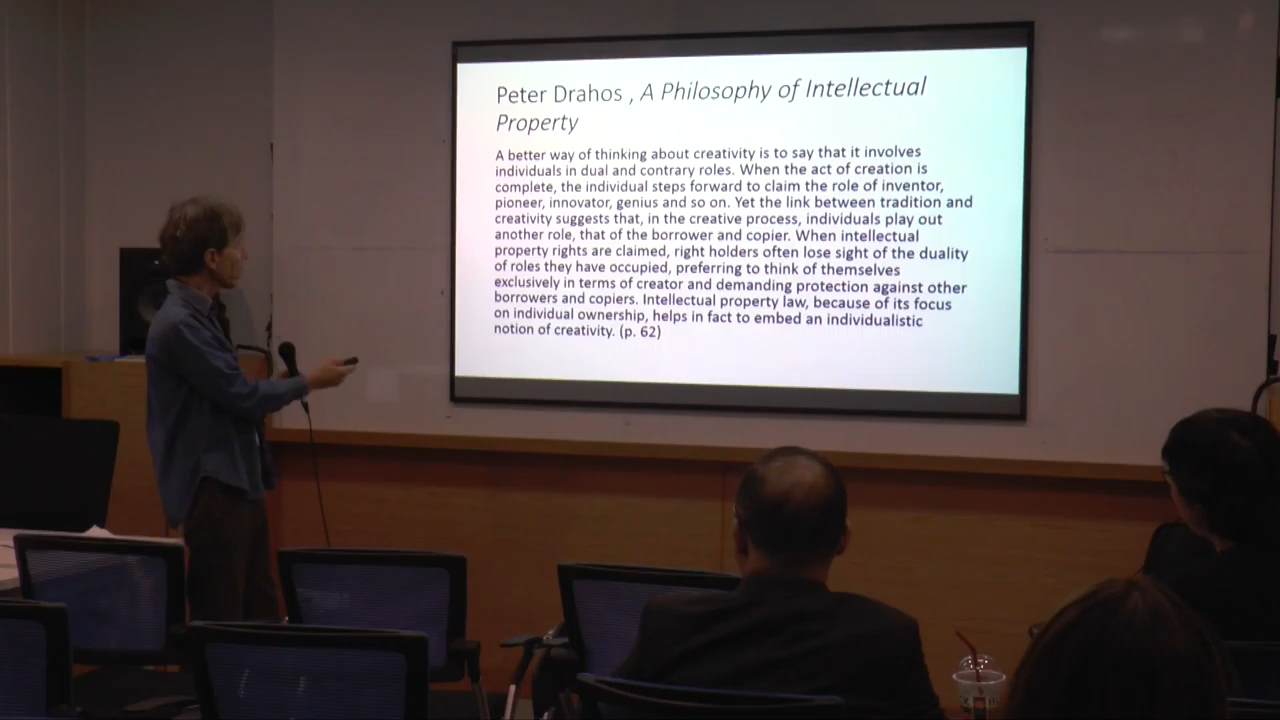 Peter Drahos , A Philosophy of Intellectual
Property
A better way of thinking about creativity is to say that it involves
individuals in dual and contrary roles. When the act of creation is
complete, the individual steps forward to claim the role of inventor,
pioneer, innovator, genius and so on. Yet the link between tradition and
creativity suggests that, in the creative process, individuals play out
another role, that of the borrower and copier. When intellectual
property rights are claimed, right holders often lose sight of the duality
of roles they have occupied, preferring to think of themselves
exclusively in terms of creator and demanding protection against other
borrowers and copiers. Intellectual property law, because of its focus
on individual ownership, helps in fact to embed an individualistic
notion of creativity. (p. 62)